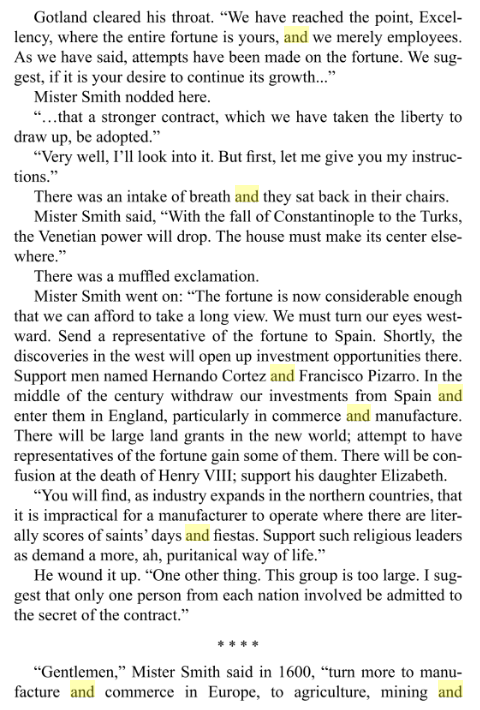 Gotland cleared his throat. “We have reached the point, Excel-
lency, where the entire fortune is yours, and we merely employees.
As we have said, attempts have been made on the fortune. We sug-
gest, if it is your desire to continue its growth...”
Mister Smith nodded here.
“…that a stronger contract, which we have taken the liberty to
draw up, be adopted.”
“Very well, I’ll look into it. But first, let me give you my instruc-
tions.”
There was an intake of breath and they sat back in their chairs.
Mister Smith said, “With the fall of Constantinople to the Turks,
the Venetian power will drop. The house must make its center else-
where.”
There was a muffled exclamation.
Mister Smith went on: “The fortune is now considerable enough
that we can afford to take a long view. We must turn our eyes west-
ward. Send a representative of the fortune to Spain. Shortly, the
discoveries in the west will open up investment opportunities there.
Support men named Hernando Cortez and Francisco Pizarro. In the
middle of the century withdraw our investments from Spain and
enter them in England, particularly in commerce and manufacture.
There will be large land grants in the new world; attempt to have
representatives of the fortune gain some of them. There will be con-
fusion at the death of Henry VIII; support his daughter Elizabeth.
“You will find, as industry expands in the northern countries, that
it is impractical for a manufacturer to operate where there are liter-
ally scores of saints’ days and fiestas. Support such religious leaders
as demand a more, ah, puritanical way of life.”
He wound it up. “One other thing. This group is too large. I sug-
gest that only one person from each nation involved be admitted to
the secret of the contract.”
* * * *
“Gentlemen,” Mister Smith said in 1600, “turn more to manu-
facture and commerce in Europe, to agriculture, mining and